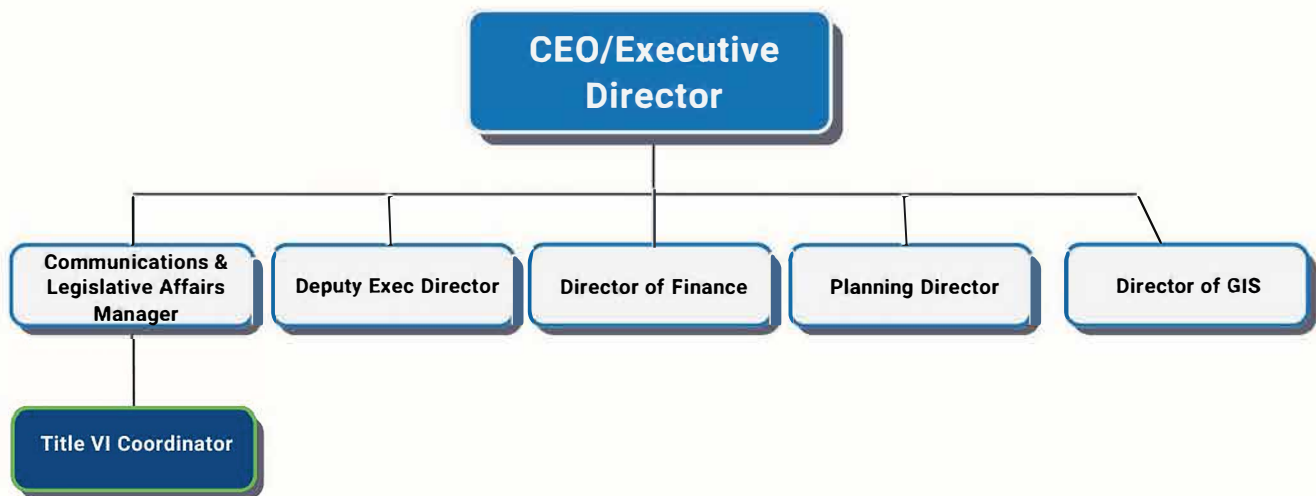 CEO/Executive
Director
Communications &
Legislative Affairs
Manager
Deputy Exec Director
Director of Finance
Planning Director
Director of GIS
Title VI Coordinator